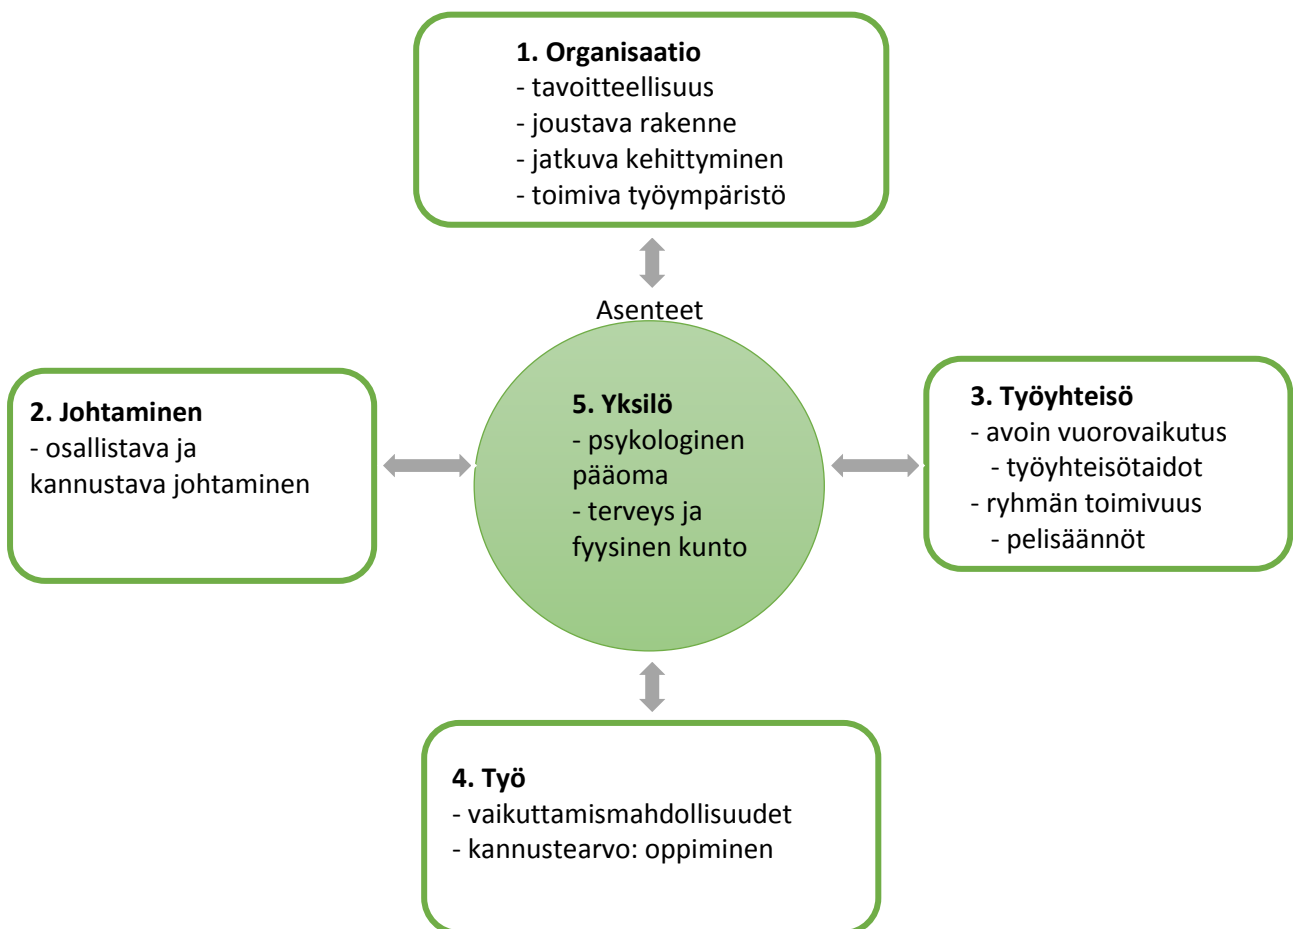 1. Organisaatio
- tavoitteellisuus
- joustava rakenne
- jatkuva kehittyminen
- toimiva työympäristö
Asenteet
2. Johtaminen
- osallistava ja
kannustava johtaminen
5. Yksilö
- psykologinen
pääoma
- terveys ja
fyysinen kunto
3. Työyhteisö
- avoin vuorovaikutus
- työyhteisötaidot
- ryhmän toimivuus
- pelisäännöt
4. Työ
- vaikuttamismahdollisuudet
- kannustearvo: oppiminen